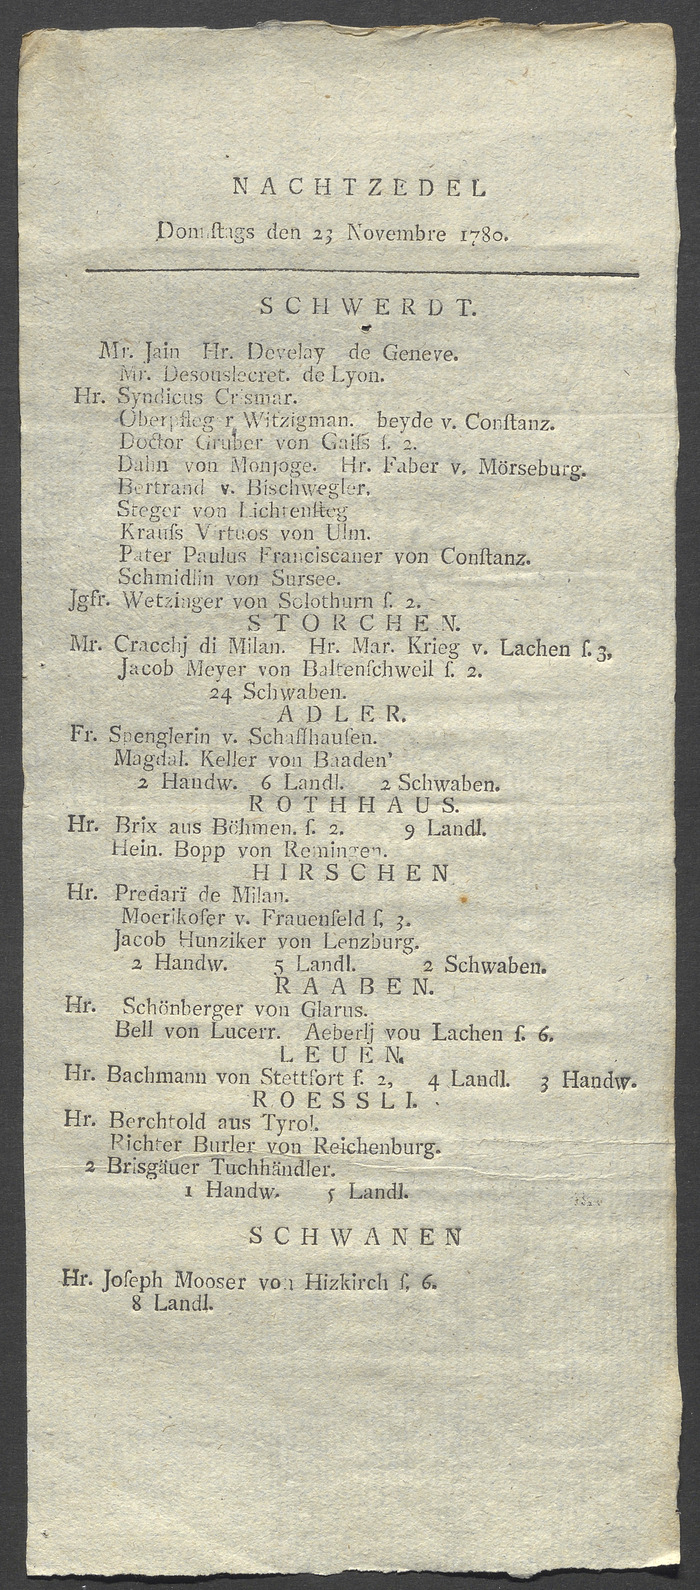 NACHTZEDEL
Donnſtags den 23 Novembre 1780.
SCHWERDT.
Mr. Jain Hr. Develay de Geneve.
Mr. Desouslecret. de Lyon.
Hr. Syndicus Crismar.
Oberpfleger Witzigman. beyde v. Conſtanz.
Doctor Gruber von Gaiſs ſ. 2.
Dahn von Monjoge. Hr. Faber v. Mörseburg.
Bertrand v. Bischwegler.
Steger von Lichtenſteg
Krauſs Virtuos von Ulm.
Pater Paulus Franciscaner von Conſtanz.
Schmidlin von Sursee.
Jgfr. Wetzinger von Solothurn ſ. 2.
STORCHEN.
Mr. Cracchj di Milan. Hr. Mar. Krieg v. Lachen ſ. 3,
Jacob Meyer von Baltenſchweil ſ. 2.
24 Schwaben.
ADLER.
Fr. Spenglerin v. Schaffhauſen.
Magdal. Keller von Baaden'
2 Handw. 6 Landl. 2 Schwaben.
ROTHHAUS.
Hr. Brix aus Böhmen. ſ. 2. 9 Landl.
Hein. Bopp von Remingen.
HIRSCHEN
Hr. Predarï de Milan.
Moerikofer v. Frauenfeld ſ, 3.
Jacob Hunziker von Lenzburg.
2 Handw. 5 Landl. 2 Schwaben.
RAABEN.
Hr. Schönberger von Glarus.
Bell von Lucerr. Aeberlj vou Lachen ſ. 6.
LEUEN.
Hr. Bachmann von Stettfort ſ. 2, 4 Landl. 3 Handw.
ROESSLI.
Hr. Berchtold aus Tyrol.
Richter Burler von Reichenburg.
2 Brisgäuer Tuchhändler.
1 Handw. 5 Landl.
SCHWANEN
Hr. Joſeph Mooser von Hizkirch ſ, 6.
8 Landl.